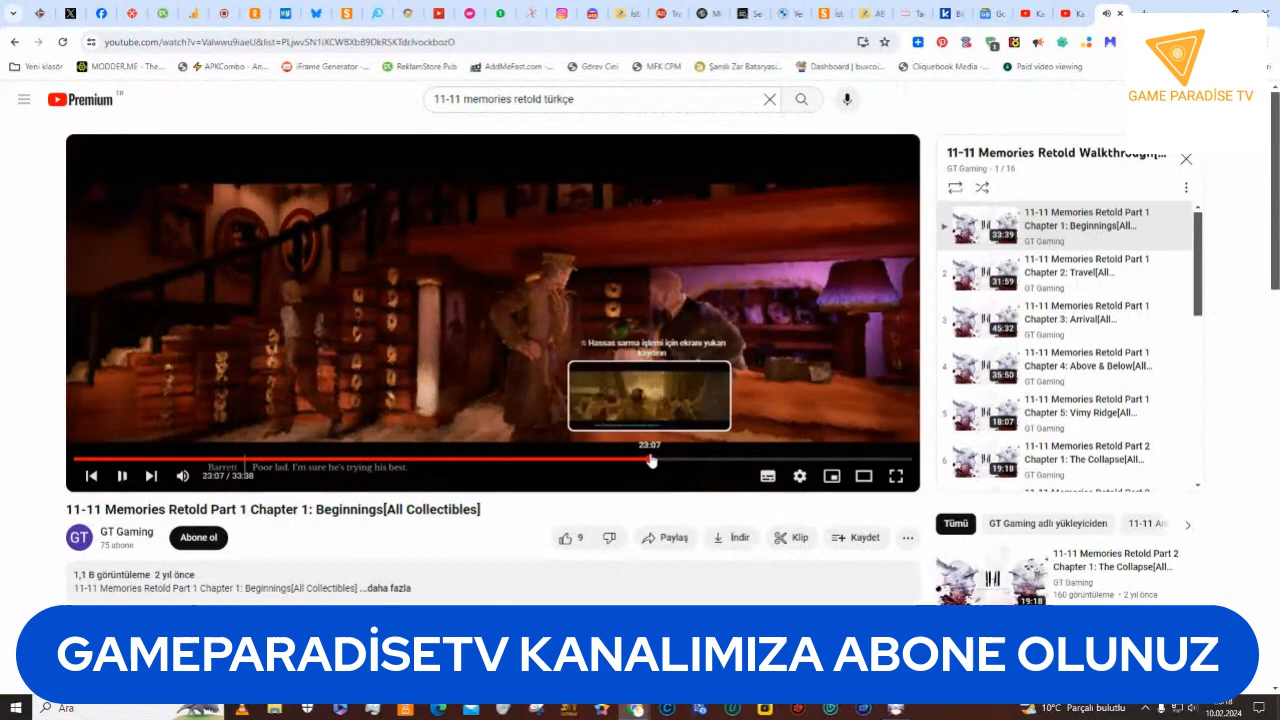 İst
Tag
Tra
S
İst
AB
Yo
Ka
youtube.com/watch?v=Valwwu9iaeU&list=PLjwvSN1iXCWBXb89DkRSKTdrJvockbozO
Yeni klasör
MODDER.ME - The...
APKCombo - An...
iFrame Generator -...
ReklamStore Pub
AddMeFast.com -...
Görev Cini
MFK CPM
Şanslı Zar Bataryası...
Dashboard | buxcoi...
Cliquebook Media -...
Paid video viewing
GAME PARADİSE TV
Premium TR
11-11 memories retold türkçe
Hassas sarma işlemi için ekranı yukarı
kaydırın
23:07
Barrett Poor lad. I'm sure he's trying his best.
23:07 / 33:38
11-11 Memories Retold Part 1 Chapter 1: Beginnings[All Collectibles]
GT
GT Gaming
75 abone
Abone ol
9
Paylaş
İndir
Klip
Kaydet
1,1 B görüntüleme 2 yıl önce
11-11 Memories Retold Part 1 Chapter 1: Beginnings[All Collectibles] ...daha fazla
11-11 Memories Retold Walkthrough[...
GT Gaming - 1 / 16
11-11 Memories Retold Part 1
Chapter 1: Beginnings[All...
GT Gaming
33:39
2
11-11 Memories Retold Part 1
Chapter 2: Travel[All...
GT Gaming
31:59
3
11-11 Memories Retold Part 1
Chapter 3: Arrival[All...
GT Gaming
45:32
4
11-11 Memories Retold Part 1
Chapter 4: Above & Below[All...
GT Gaming
35:50
5
11-11 Memories Retold Part 1
Chapter 5: Vimy Ridge[All...
GT Gaming
18:07
6
11-11 Memories Retold Part 2
Chapter 1: The Collapse[All...
GT Gaming
19:18
Tümü
GT Gaming adlı yükleyiciden
11-11
11-11 Memories Retold Part 2
Chapter 1: The Collapse[All...
GT Gaming
160 görüntüleme • 2 yıl önce
19:18
GAMEPARADİSETV KANALIMIZA ABONE OLUNUZ
Ara
10°C Parçalı bulutlu
10.02.2024